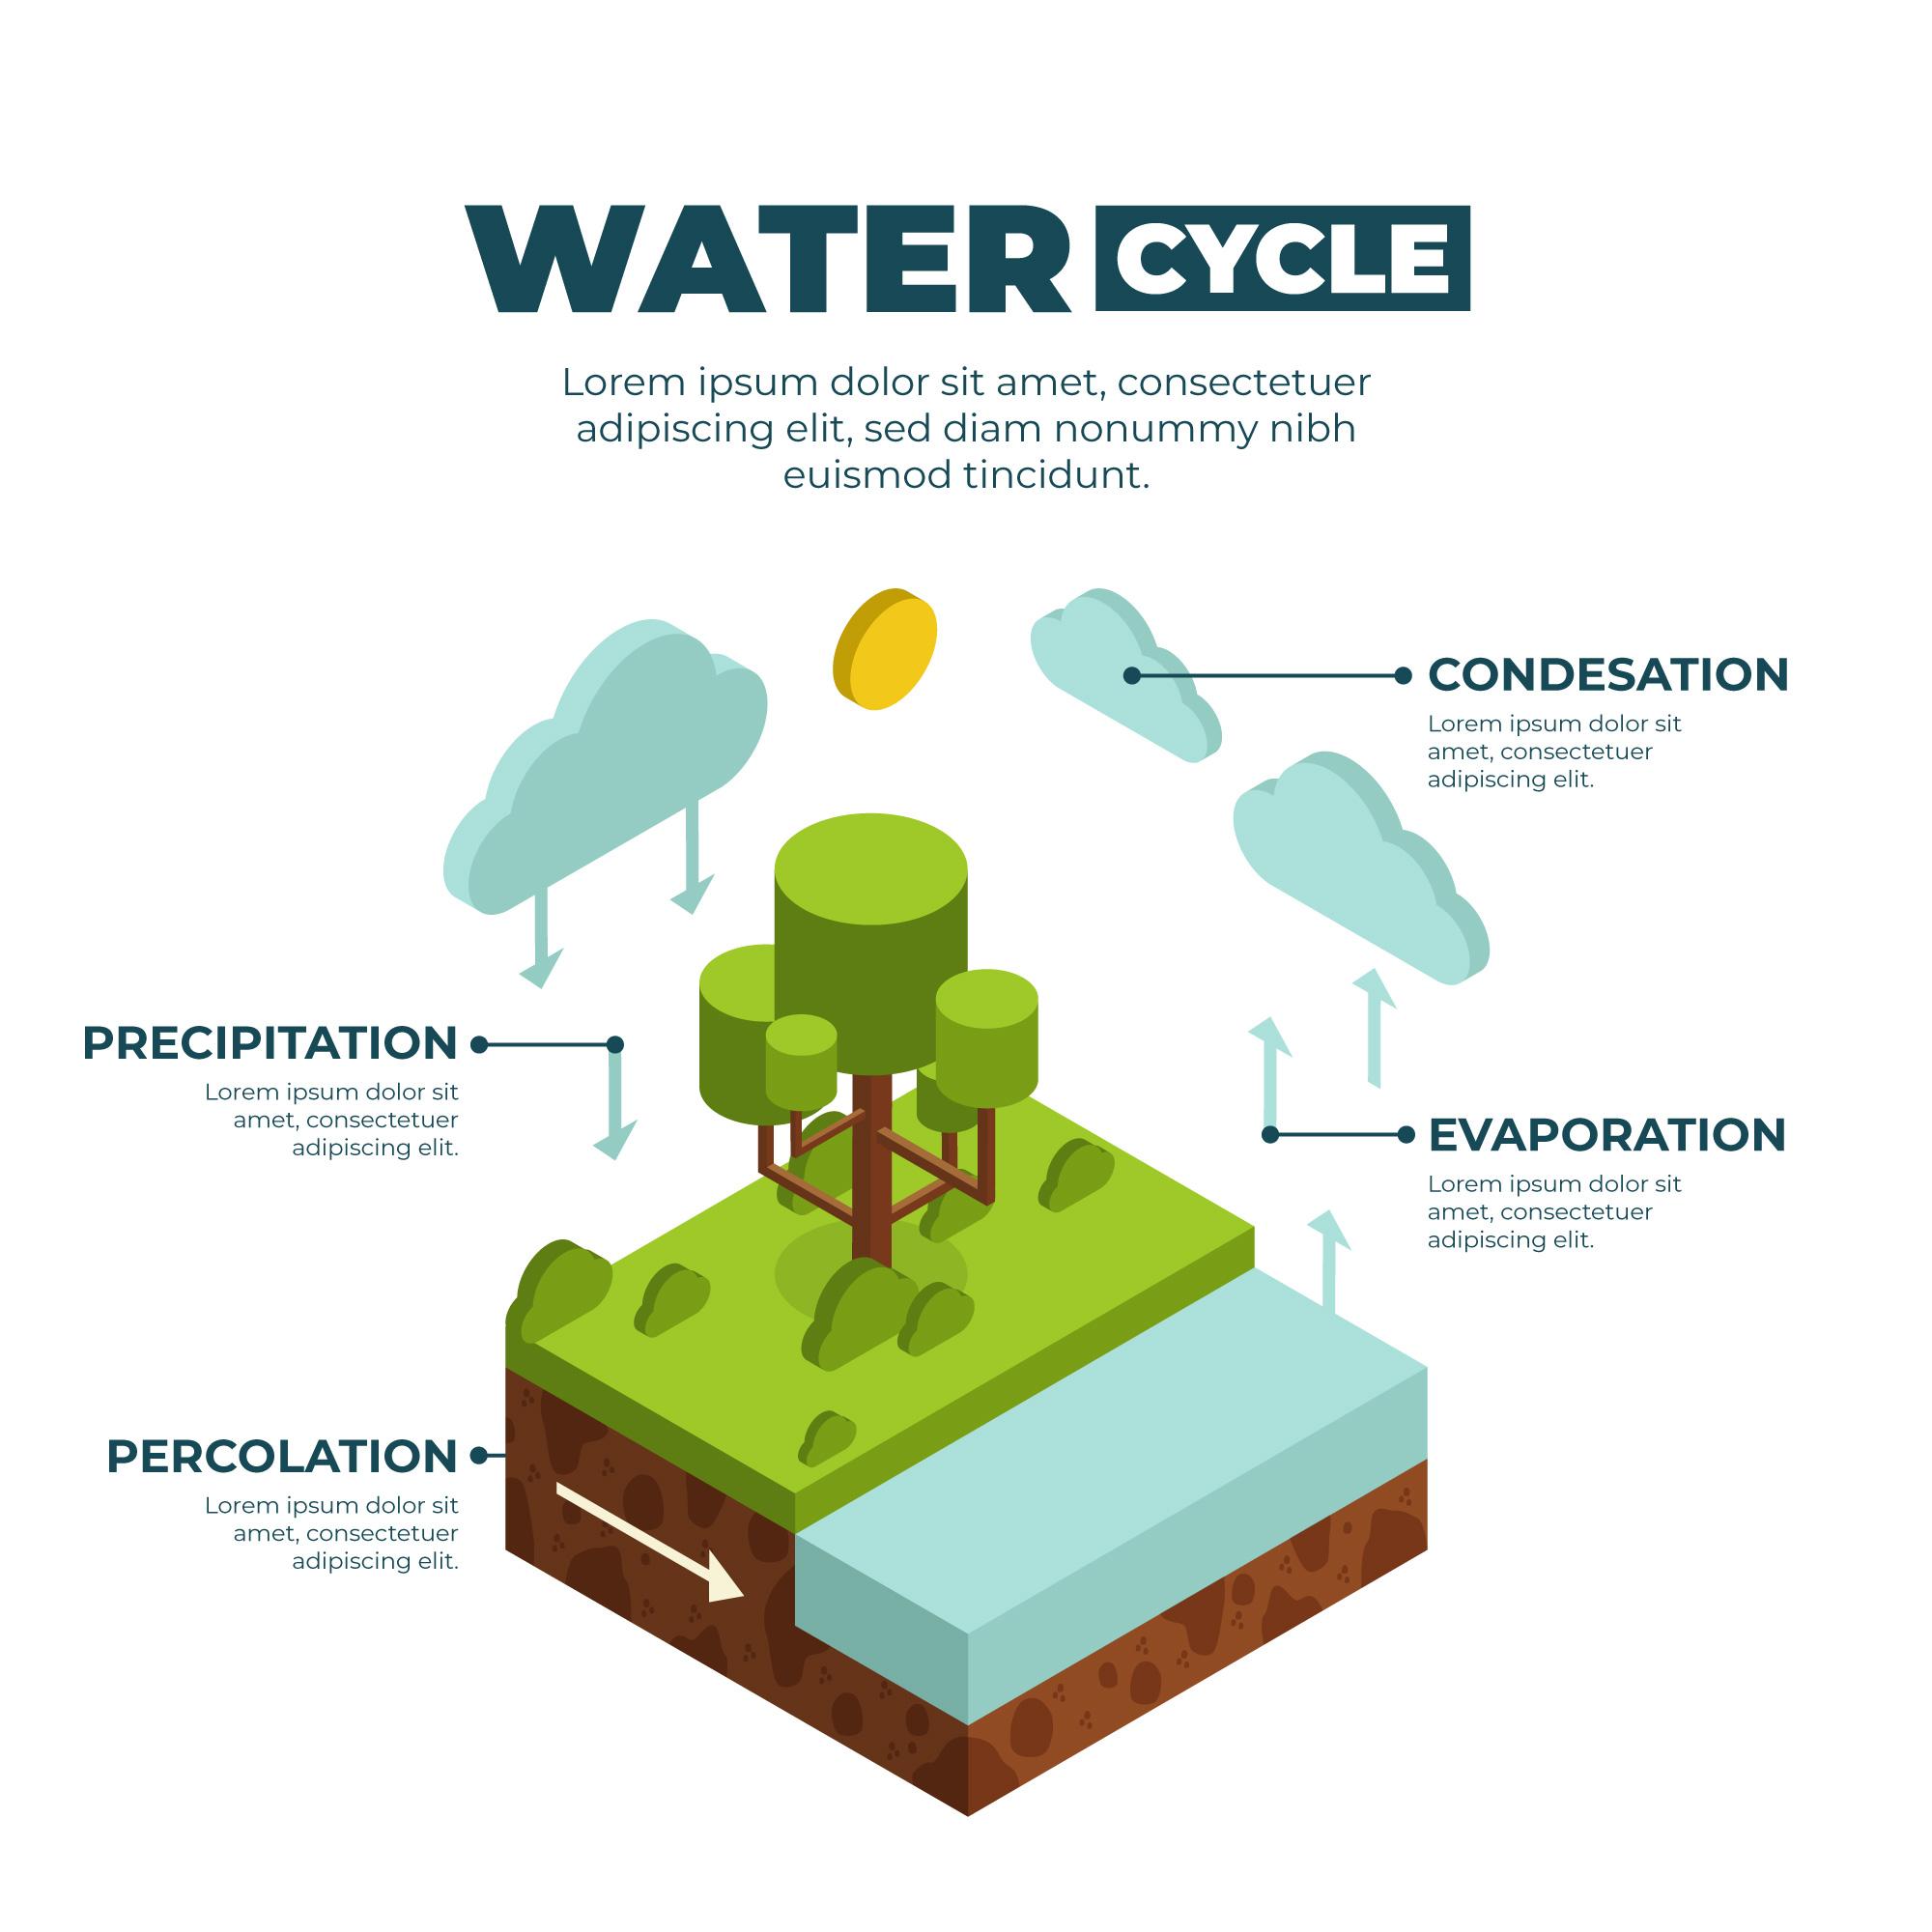 WATER CYCLE
Lorem ipsum dolor sit amet, consectetuer
adipiscing elit, sed diam nonummy nibh
euismod tincidunt.
CONDESATION
Lorem ipsum dolor sit
amet, consectetuer
adipiscing elit.
PRECIPITATION
Lorem ipsum dolor sit
amet, consectetuer
adipiscing elit.
EVAPORATION
Lorem ipsum dolor sit
amet, consectetuer
adipiscing elit.
PERCOLATION
Lorem ipsum dolor sit
amet, consectetuer
adipiscing elit.